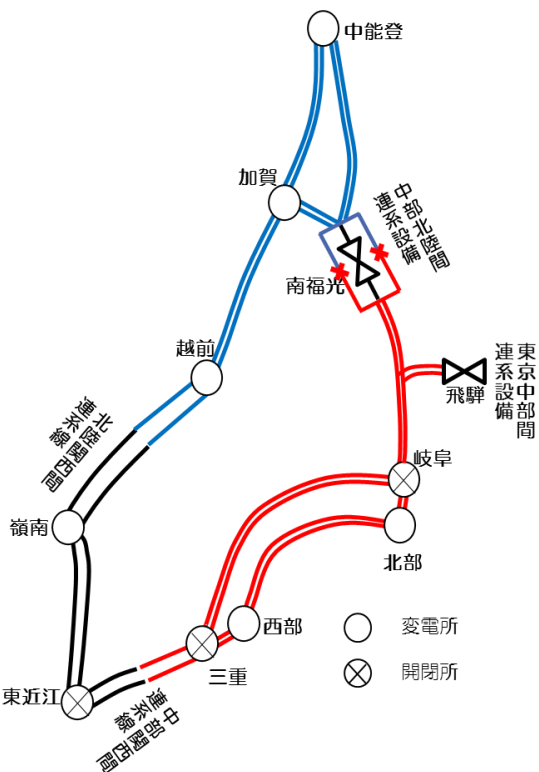 中能登
加賀
中部北陸間
連系設備
南福光
越前
東京中部間
連系設備
飛騨
北陸関西間
連系線
岐阜
嶺南
北部
西部
変電所
三重
開閉所
東近江
中部関西間
連系線